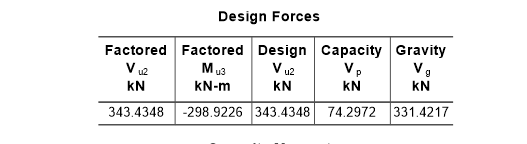 Design Forces
Factored Factored Design Capacity Gravity
V u2 M u3 V u2 V p V g
kN kN-m kN kN kN
343.4348 -298.9226 343.4348 74.2972 331.4217